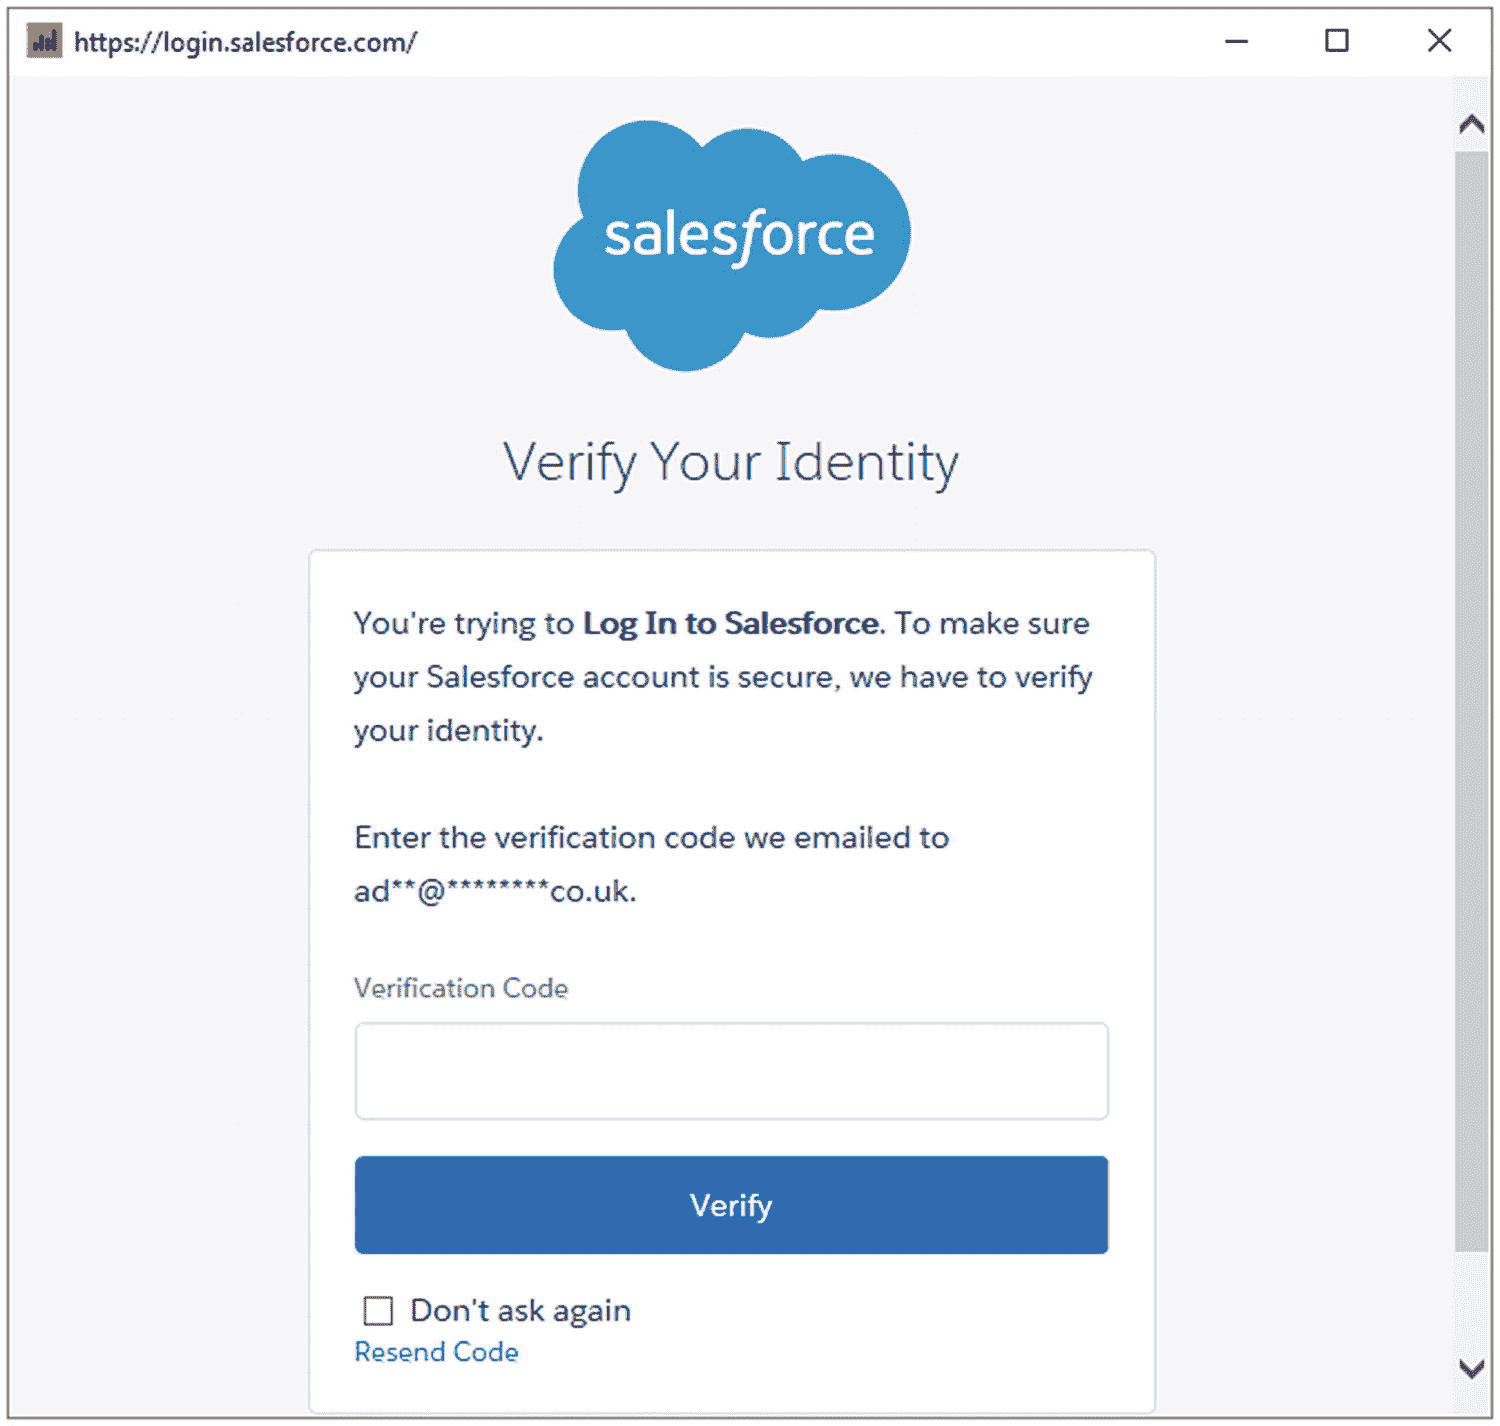 https://login.salesforce.com/
salesforce
Verify Your Identity
You're trying to Log In to Salesforce. To make sure
your Salesforce account is secure, we have to verify
your identity.
Enter the verification code we emailed to
ad**@********co.uk.
Verification Code
Verify
Don't ask again
Resend Code